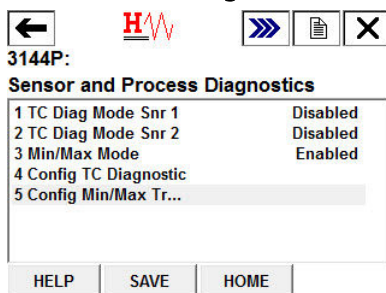 H
3144P:
Sensor and Process Diagnostics
1 TC Diag Mode Snr 1 Disabled
2 TC Diag Mode Snr 2 Disabled
3 Min/Max Mode Enabled
4 Config TC Diagnostic
5 Config Min/Max Tr...
HELP SAVE HOME